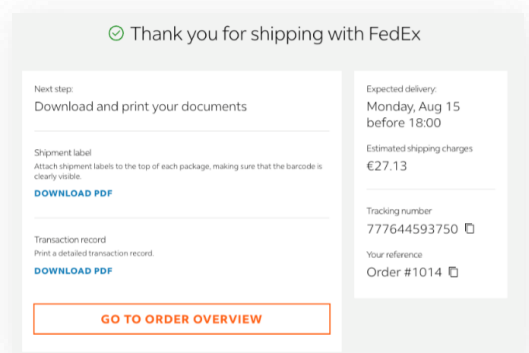 Thank you for shipping with FedEx
Next step:
Download and print your documents
Shipment label
Attach shipment labels to the top of each package, making sure that the barcode is
clearly visible.
DOWNLOAD PDF
Transaction record
Print a detailed transaction record.
DOWNLOAD PDF
GO TO ORDER OVERVIEW
Expected delivery:
Monday, Aug 15
before 18:00
Estimated shipping charges
€27.13
Tracking number
777644593750
Your reference
Order #1014